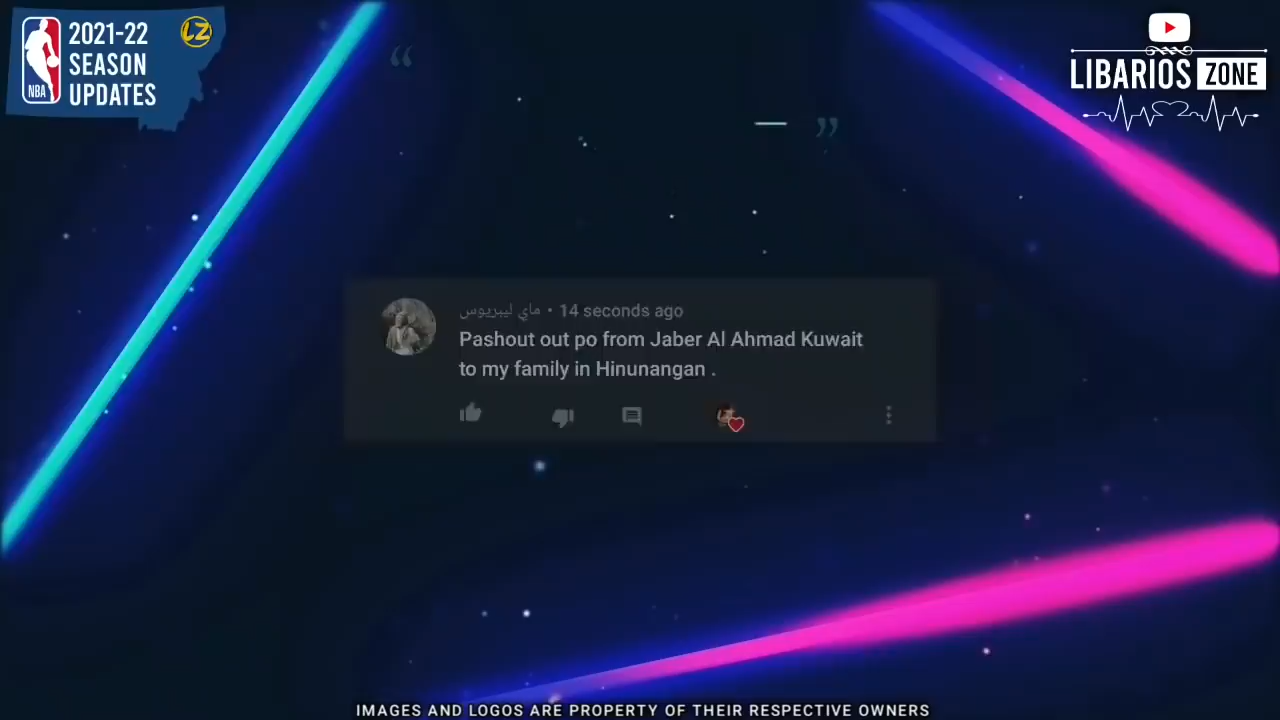 2021-22
SEASON
UPDATES
NBA
LZ
LIBARIOS ZONE
“
”
ماي ليبريوس • 14 seconds ago
Pashout out po from Jaber Al Ahmad Kuwait
to my family in Hinunangan .
IMAGES AND LOGOS ARE PROPERTY OF THEIR RESPECTIVE OWNERS